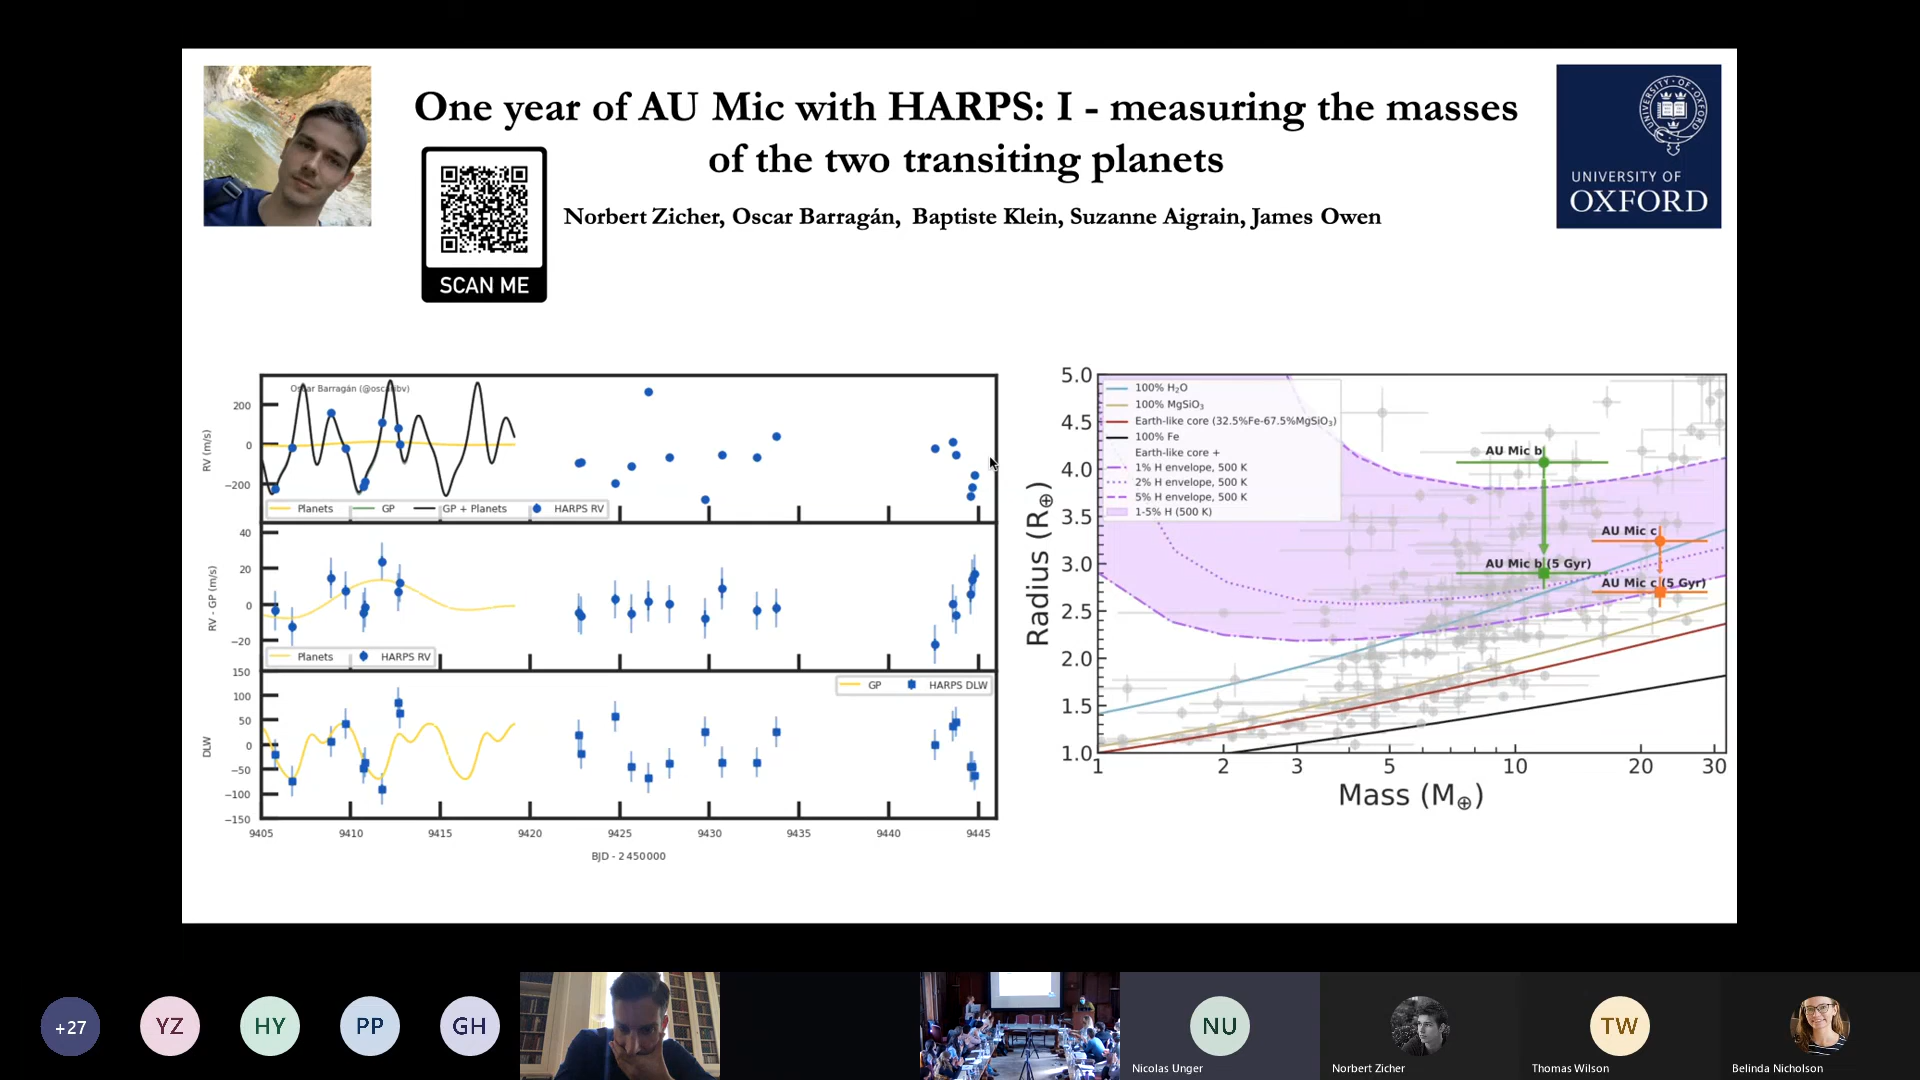 One year of AU Mic with HARPS: I - measuring the masses
of the two transiting planets
Norbert Zicher, Oscar Barragán, Baptiste Klein, Suzanne Aigrain, James Owen
SCAN ME
UNIVERSITY OF
OXFORD
Oscar Barragán (@oscaribv)
RV (m/s)
200
0
−200
Planets
GP
GP + Planets
HARPS RV
RV - GP (m/s)
40
20
0
−20
Planets
HARPS RV
DLW
150
100
50
0
−50
−100
−150
GP
HARPS DLW
9405
9410
9415
9420
9425
9430
9435
9440
9445
BJD - 2 450000
Radius (R⊕)
5.0
4.5
4.0
3.5
3.0
2.5
2.0
1.5
1.0
100% H₂O
100% MgSiO₃
Earth-like core (32.5%Fe-67.5%MgSiO₃)
100% Fe
Earth-like core +
1% H envelope, 500 K
2% H envelope, 500 K
5% H envelope, 500 K
1-5% H (500 K)
AU Mic b
AU Mic c
AU Mic b (5 Gyr)
AU Mic c (5 Gyr)
1
2
3
5
10
20
30
Mass (M⊕)
+27
YZ
HY
PP
GH
NU
Nicolas Unger
Norbert Zicher
TW
Thomas Wilson
Belinda Nicholson